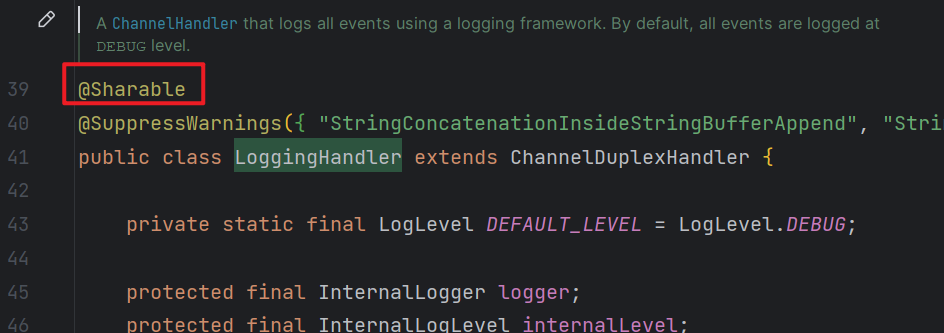 A ChannelHandler that logs all events using a logging framework. By default, all events are logged at
DEBUG level.
39 @Sharable
40 @SuppressWarnings({ "StringConcatenationInsideStringBufferAppend", "Stri
41 public class LoggingHandler extends ChannelDuplexHandler {
42
43 private static final LogLevel DEFAULT_LEVEL = LogLevel.DEBUG;
44
45 protected final InternalLogger logger;
46 protected final InternalLogLevel internalLevel;